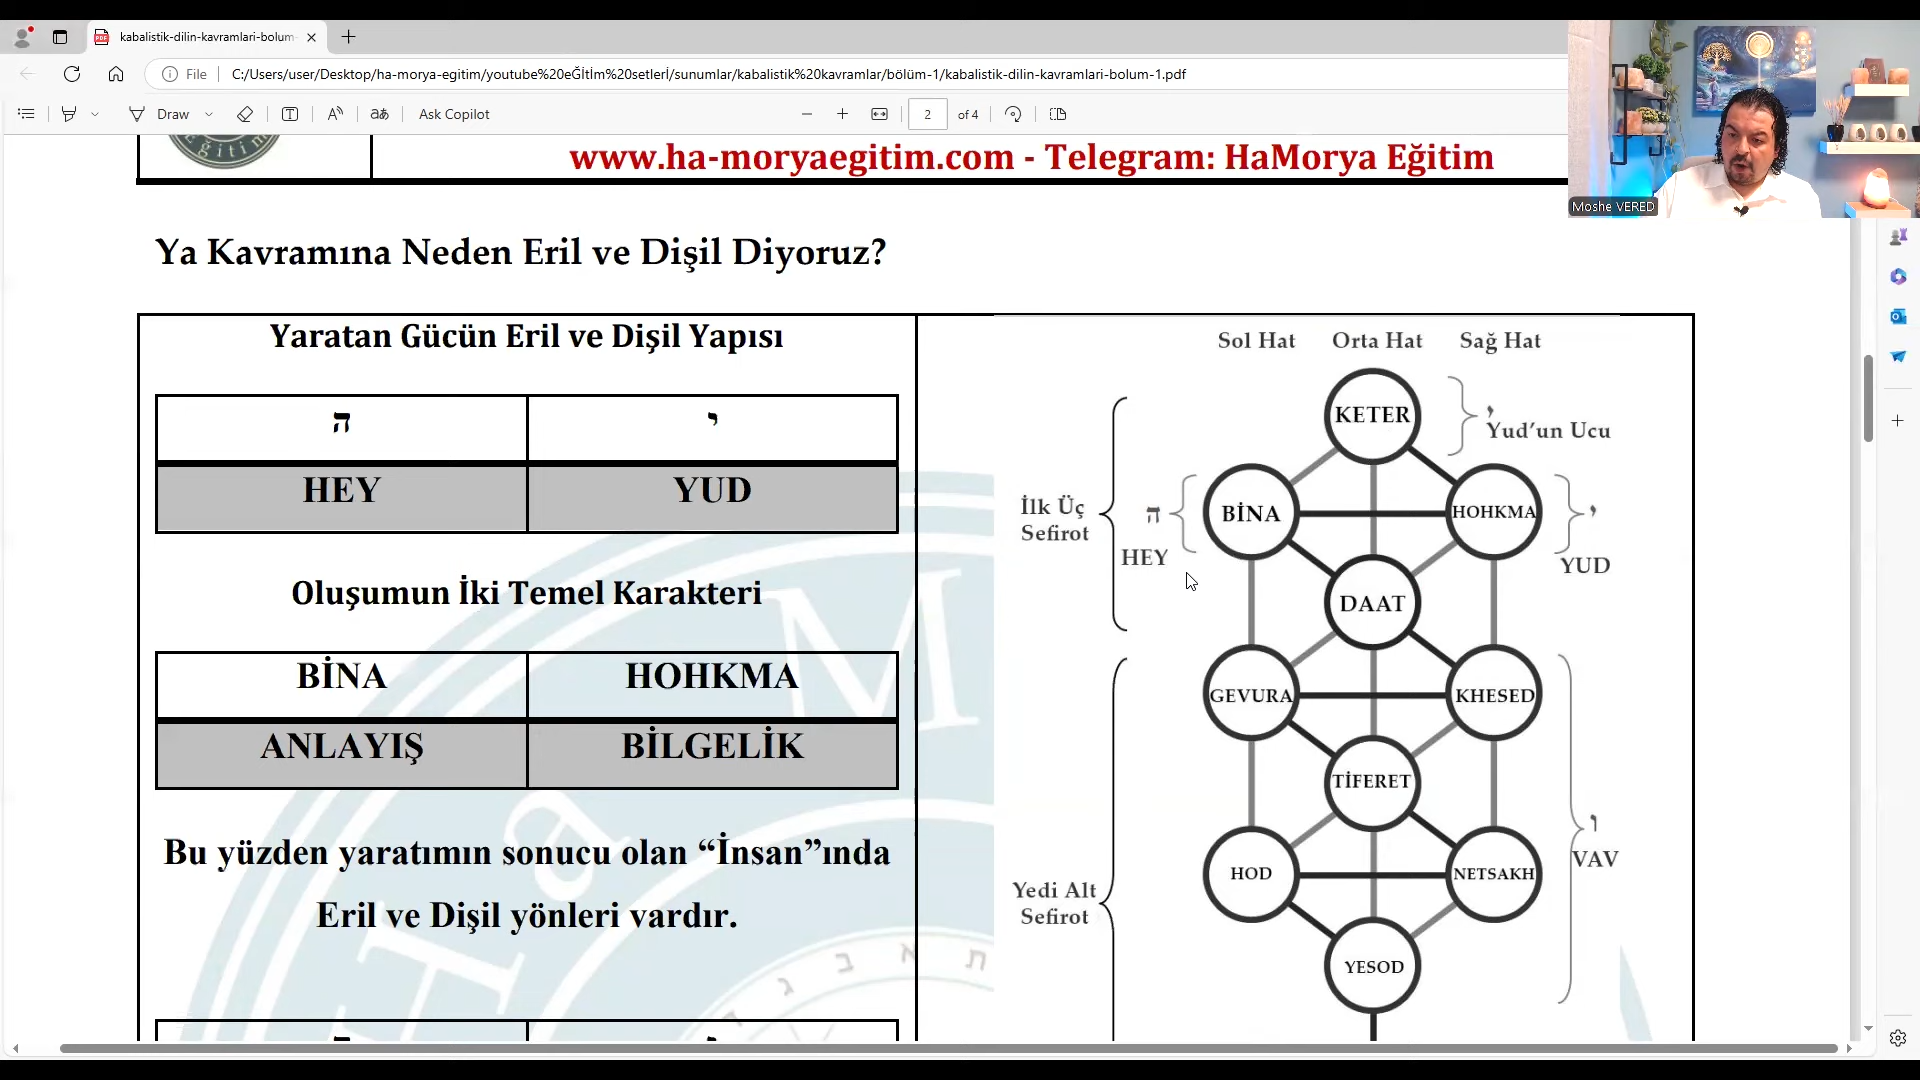 kabalistik-dilin-kavramlari-bolum-
File
C:/Users/user/Desktop/ha-morya-egitim/youtube%20eĞİtİm%20setlerİ/sunumlar/kabalistik%20kavramlar/bölüm-1/kabalistik-dilin-kavramlari-bolum-1.pdf
Draw
Ask Copilot
2 of 4
Eğitim
www.ha-moryaegitim.com - Telegram: HaMorya Eğitim
Moshe VERED
Ya Kavramına Neden Eril ve Dişil Diyoruz?
Yaratan Gücün Eril ve Dişil Yapısı
ה י
HEY YUD
Oluşumun İki Temel Karakteri
BİNA HOHKMA
ANLAYIŞ BİLGELİK
Bu yüzden yaratımın sonucu olan “İnsan”ında
Eril ve Dişil yönleri vardır.
Sol Hat Orta Hat Sağ Hat
KETER
י
Yud’un Ucu
İlk Üç
Sefirot
ה
HEY
BİNA
HOHKMA
י
YUD
DAAT
GEVURA
KHESED
TİFERET
ו
VAV
HOD
NETSAKH
Yedi Alt
Sefirot
YESOD
Ha
M
א ב ג
ת